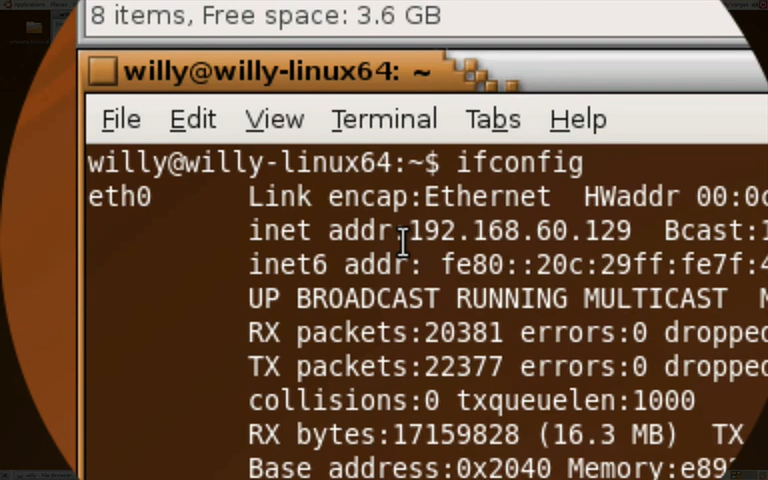 8 items, Free space: 3.6 GB
willy@willy-linux64: ~
File Edit View Terminal Tabs Help
willy@willy-linux64:~$ ifconfig
eth0 Link encap:Ethernet HWaddr 00:0c
inet addr:192.168.60.129 Bcast:1
inet6 addr: fe80::20c:29ff:fe7f:4
UP BROADCAST RUNNING MULTICAST M
RX packets:20381 errors:0 dropped
TX packets:22377 errors:0 dropped
collisions:0 txqueuelen:1000
RX bytes:17159828 (16.3 MB) TX
Base address:0x2040 Memory:e89